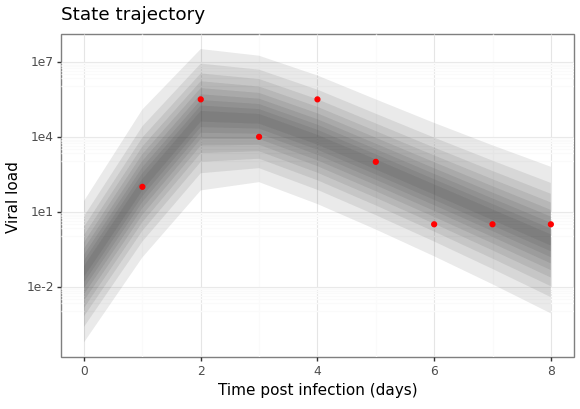 State trajectory
Viral load
1e7
1e4
1e1
1e-2
0 2 4 6 8
Time post infection (days)